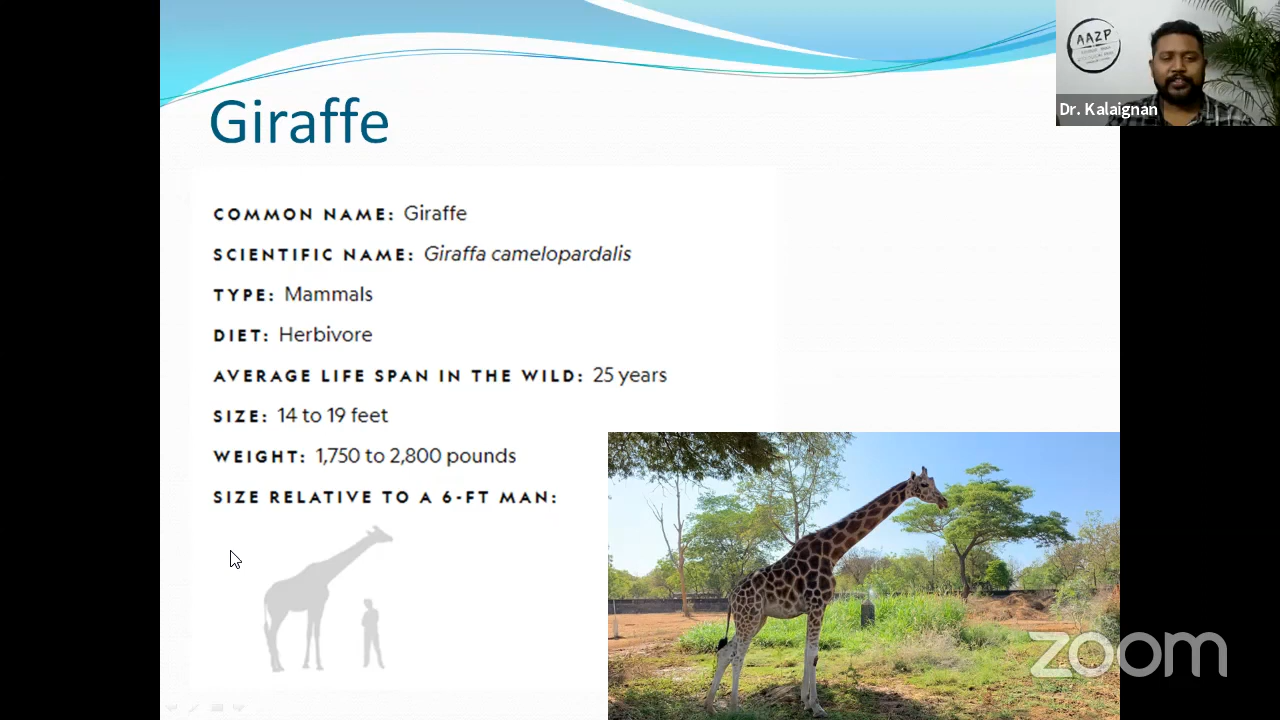 Giraffe
COMMON NAME: Giraffe
SCIENTIFIC NAME: Giraffa camelopardalis
TYPE: Mammals
DIET: Herbivore
AVERAGE LIFE SPAN IN THE WILD: 25 years
SIZE: 14 to 19 feet
WEIGHT: 1,750 to 2,800 pounds
SIZE RELATIVE TO A 6-FT MAN:
AAZP
Dr. Kalaignan
zoom